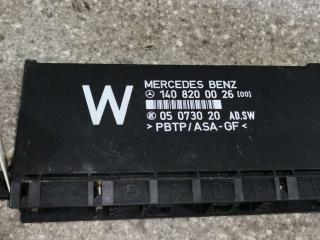 W
MERCEDES BENZ
140 820 00 26 [00]
05 0730 20 AD.SW
> PBTP/ASA-GF <